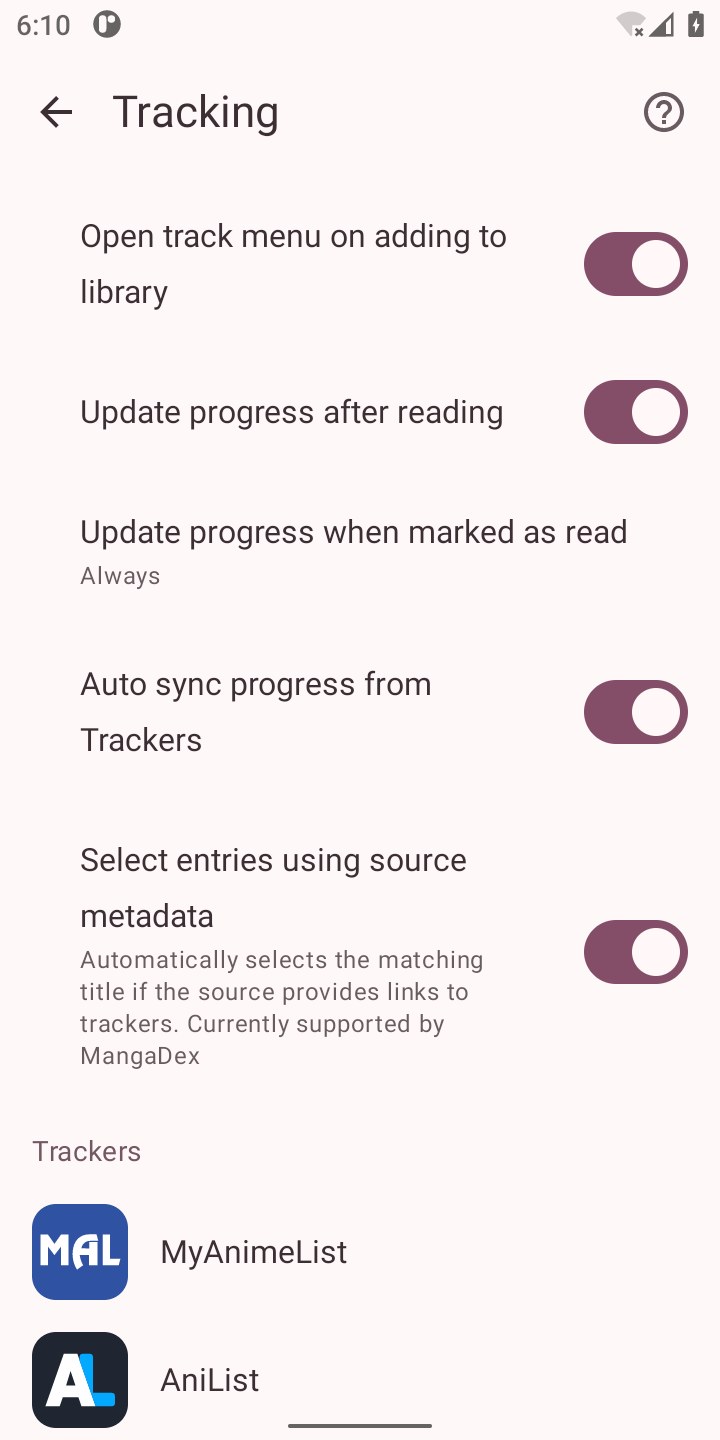 6:10
Tracking
Open track menu on adding to
library
Update progress after reading
Update progress when marked as read
Always
Auto sync progress from
Trackers
Select entries using source
metadata
Automatically selects the matching
title if the source provides links to
trackers. Currently supported by
MangaDex
Trackers
MAL
MyAnimeList
AL
AniList